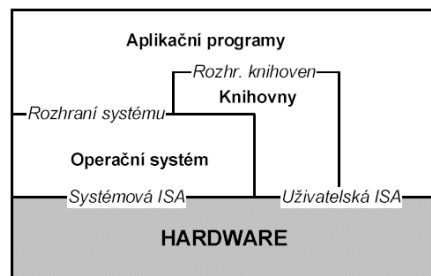 Aplikační programy
Rozhr. knihoven
Knihovny
Rozhraní systému
Operační systém
Systémová ISA
Uživatelská ISA
HARDWARE